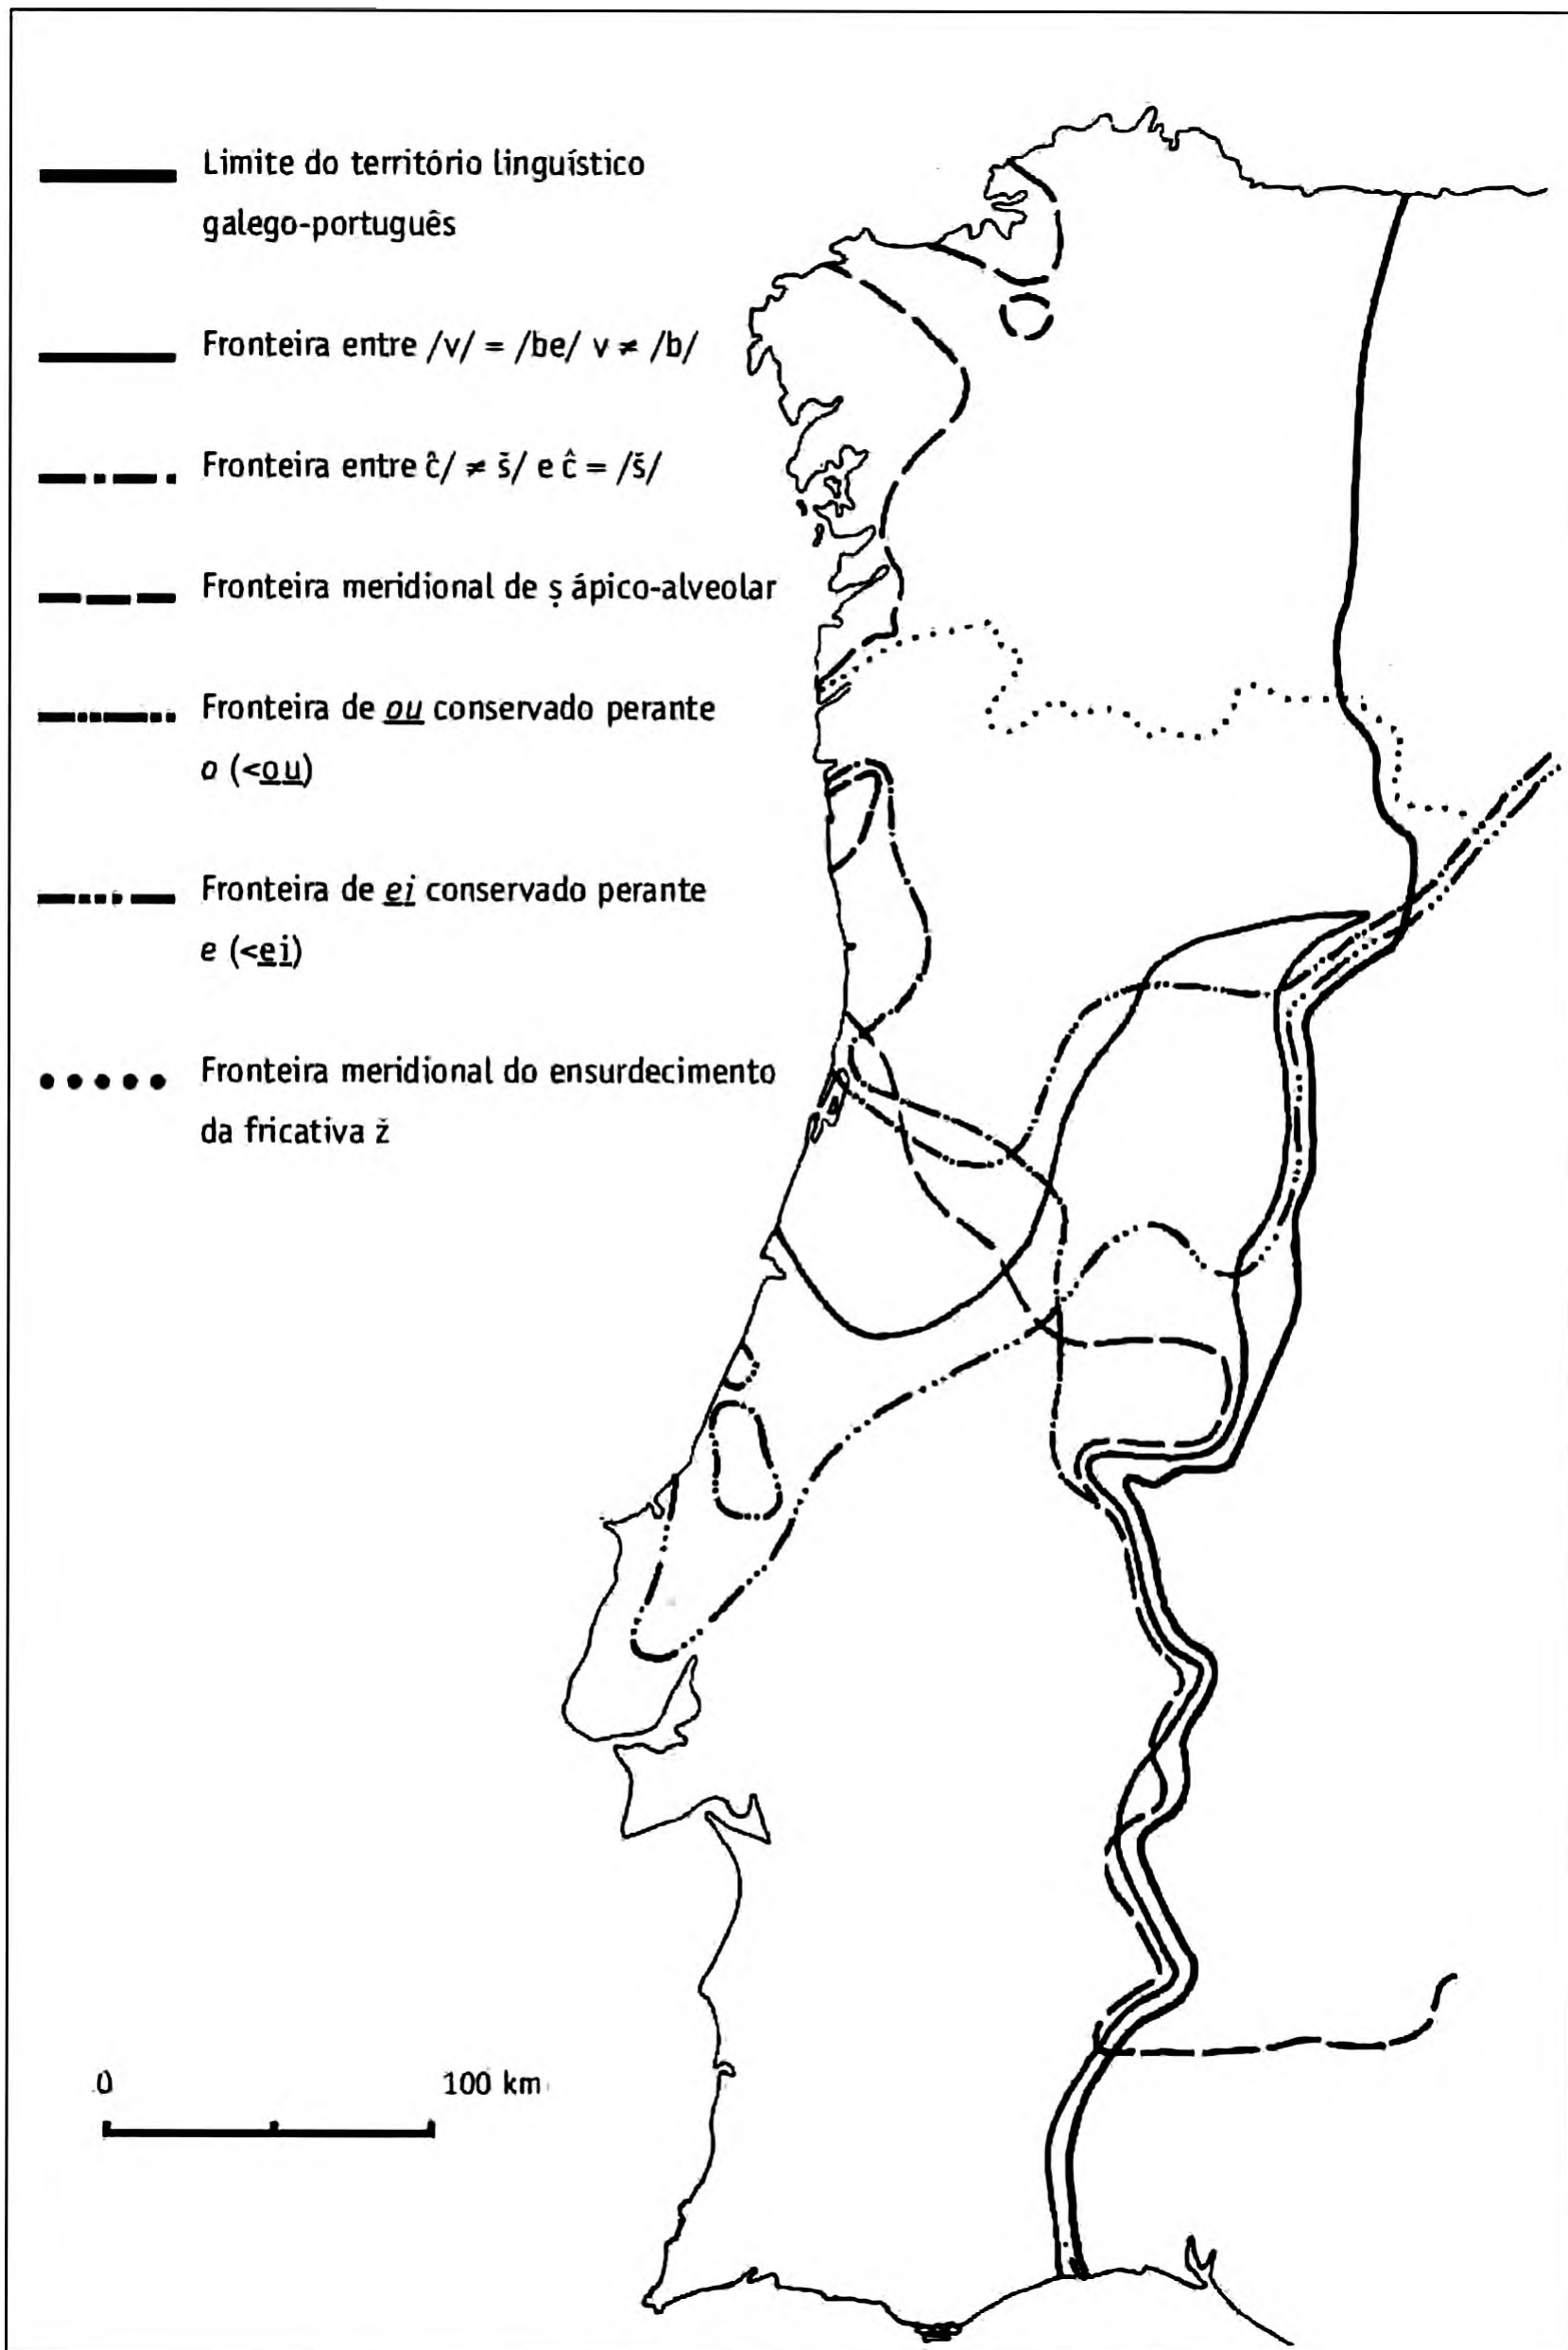 Limite do território linguístico
galego-português
Fronteira entre /v/ = /be/ v ≠ /b/
Fronteira entre ĉ/ ≠ š/ e ĉ = /š/
Fronteira meridional de ṣ ápico-alveolar
Fronteira de ou conservado perante
o (<ou)
Fronteira de ei conservado perante
e (<ei)
Fronteira meridional do ensurdecimento
da fricativa ž
0 100 km